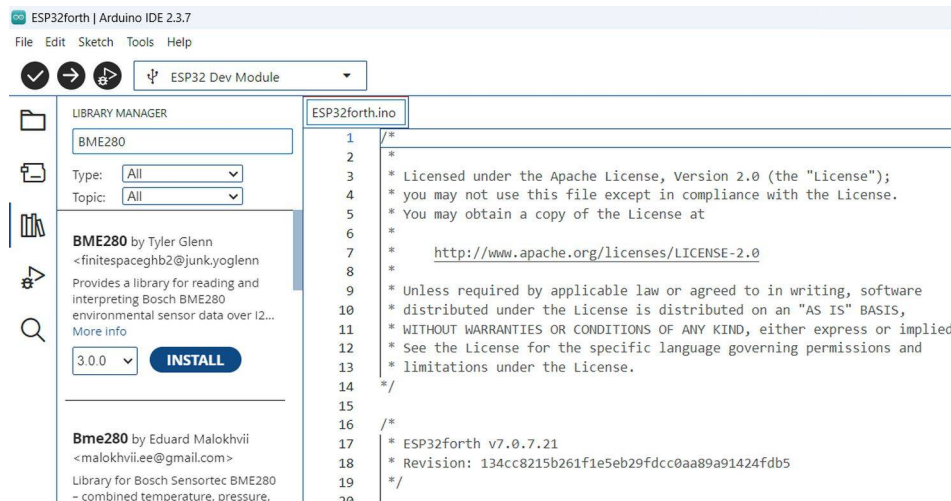 ESP32forth | Arduino IDE 2.3.7
File Edit Sketch Tools Help
ESP32 Dev Module
LIBRARY MANAGER
BME280
Type: All
Topic: All
BME280 by Tyler Glenn
<finitespaceghb2@junk.yoglenn
Provides a library for reading and
interpreting Bosch BME280
environmental sensor data over I2...
More info
3.0.0 INSTALL
Bme280 by Eduard Malokhvii
<malokhvii.ee@gmail.com>
Library for Bosch Sensortec BME280
– combined temperature, pressure,
ESP32forth.ino
1 /*
2 *
3 * Licensed under the Apache License, Version 2.0 (the "License");
4 * you may not use this file except in compliance with the License.
5 * You may obtain a copy of the License at
6 *
7 * http://www.apache.org/licenses/LICENSE-2.0
8 *
9 * Unless required by applicable law or agreed to in writing, software
10 * distributed under the License is distributed on an "AS IS" BASIS,
11 * WITHOUT WARRANTIES OR CONDITIONS OF ANY KIND, either express or implied
12 * See the License for the specific language governing permissions and
13 * limitations under the License.
14 */
15
16 /*
17 * ESP32forth v7.0.7.21
18 * Revision: 134cc8215b261f1e5eb29fdcc0aa89a91424fdb5
19 */
20